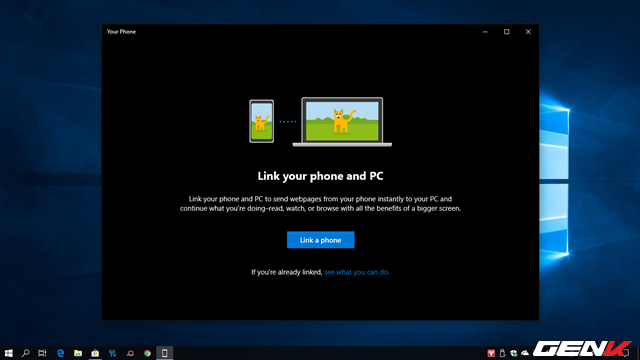 Your Phone
Link your phone and PC
Link your phone and PC to send webpages from your phone instantly to your PC and
continue what you're doing–read, watch, or browse with all the benefits of a bigger screen.
Link a phone
If you're already linked, see what you can do.
GENK